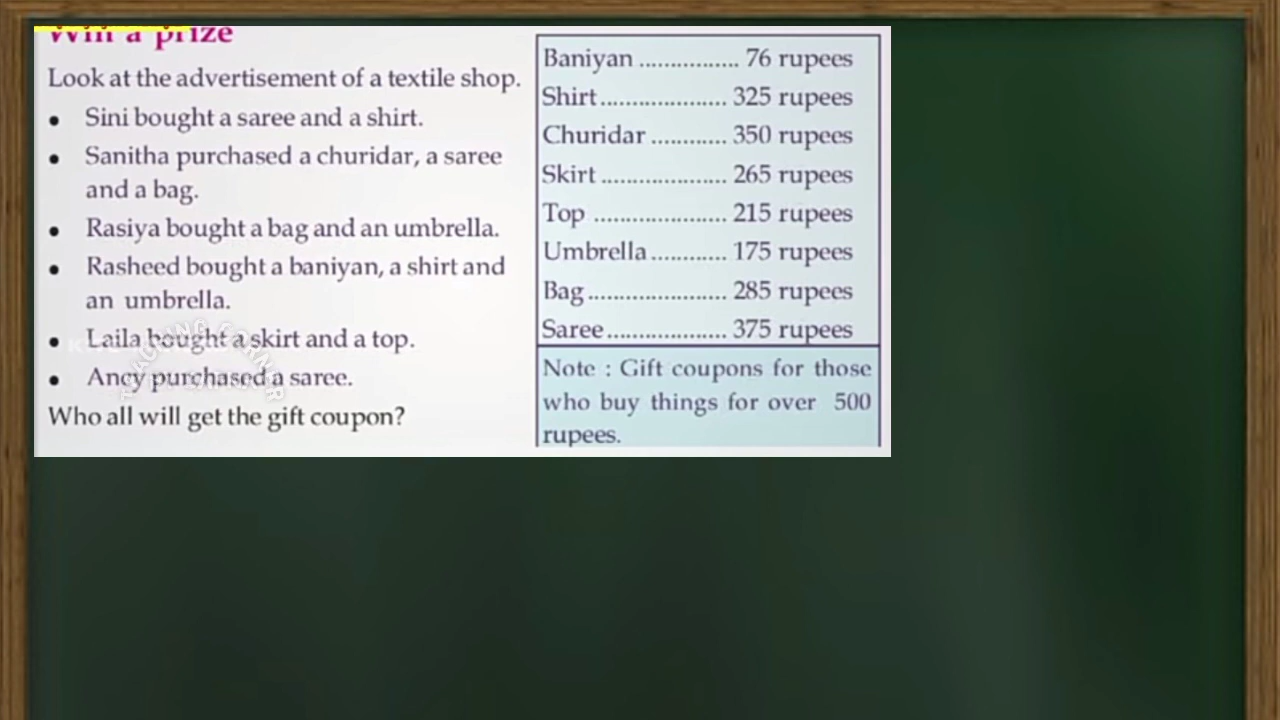 Win a prize
Look at the advertisement of a textile shop.
• Sini bought a saree and a shirt.
• Sanitha purchased a churidar, a saree
and a bag.
• Rasiya bought a bag and an umbrella.
• Rasheed bought a baniyan, a shirt and
an umbrella.
• Laila bought a skirt and a top.
• Ancy purchased a saree.
Who all will get the gift coupon?
Baniyan ................ 76 rupees
Shirt.................... 325 rupees
Churidar ............ 350 rupees
Skirt .................... 265 rupees
Top ..................... 215 rupees
Umbrella............ 175 rupees
Bag...................... 285 rupees
Saree................... 375 rupees
Note : Gift coupons for those
who buy things for over 500
rupees.
TEACHING CORNER